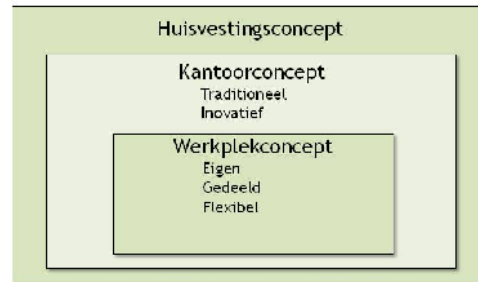 Huisvestingsconcept
Kantoorconcept
Traditioneel
Inovatief
Werkplekconcept
Eigen
Gedeeld
Flexibel